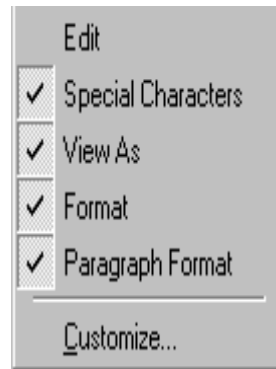 Edit
Special Characters
View As
Format
Paragraph Format
Customize...